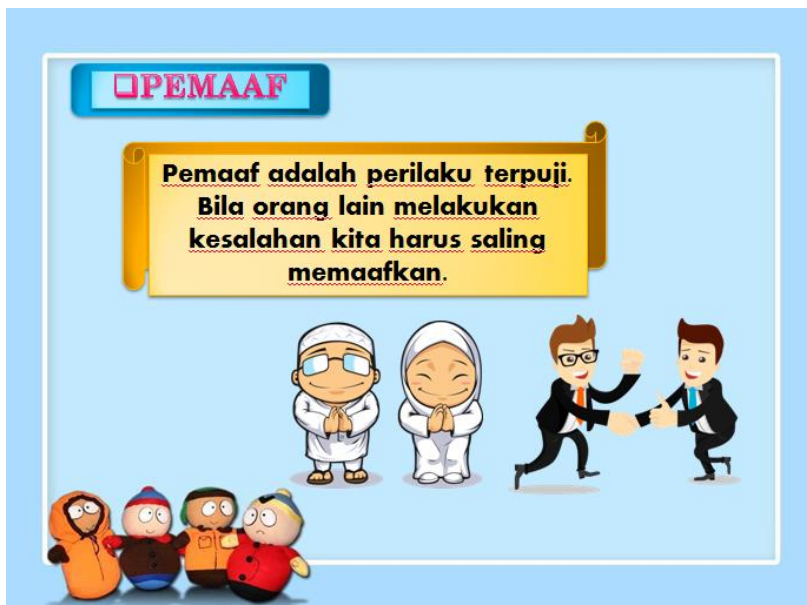 ❑PEMAAF
Pemaaf adalah perilaku terpuji.
Bila orang lain melakukan
kesalahan kita harus saling
memaafkan.